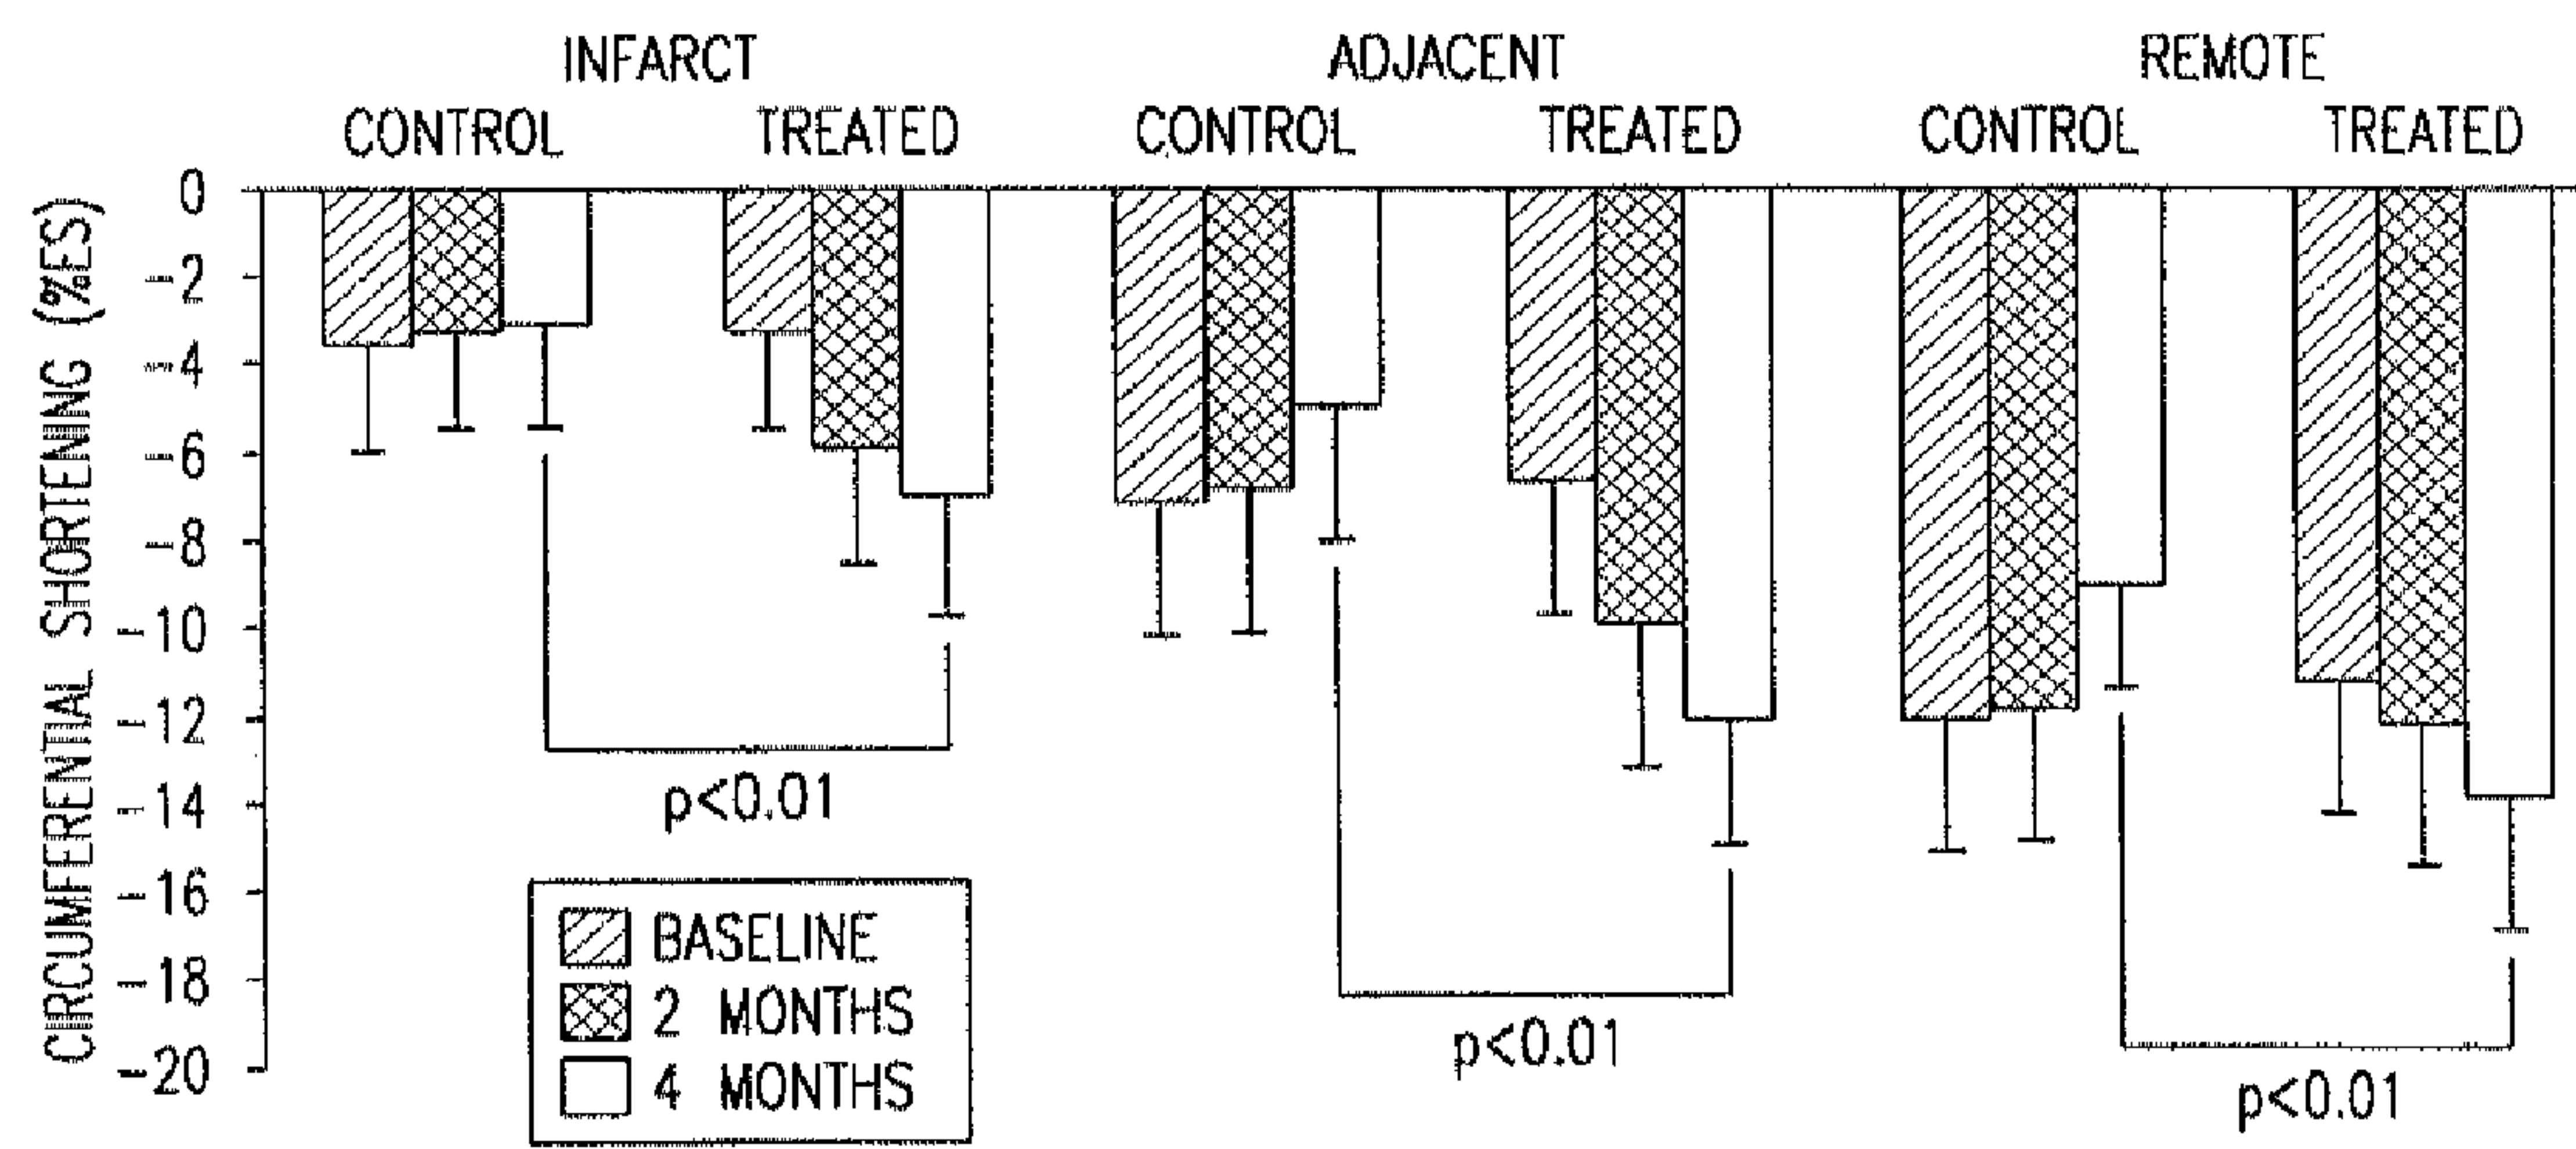 INFARCT ADJACENT REMOTE
CONTROL TREATED CONTROL TREATED CONTROL TREATED
CIRCUMFERENTIAL SHORTENING (%ES)
0
-2
-4
-6
-8
-10
-12
-14
-16
-18
-20
p<0.01
p<0.01
p<0.01
BASELINE
2 MONTHS
4 MONTHS